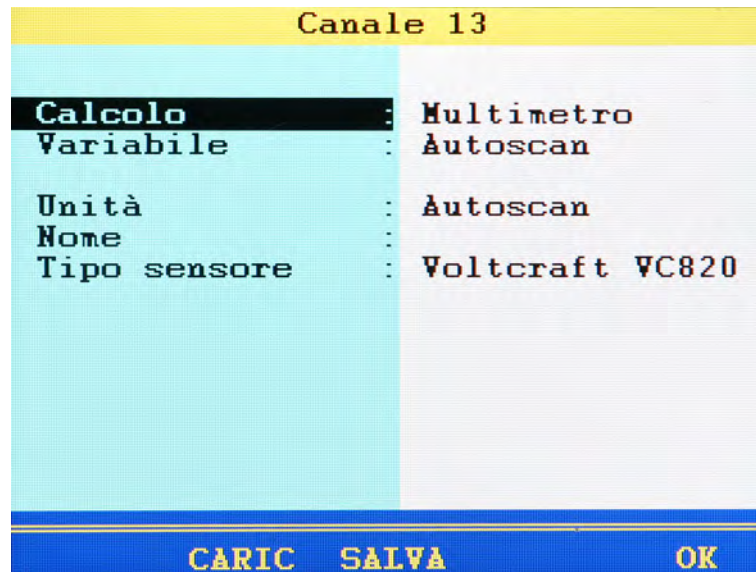 Canale 13
Calcolo : Multimetro
Variabile : Autoscan
Unità : Autoscan
Nome :
Tipo sensore : Voltcraft VC820
CARIC SALVA OK